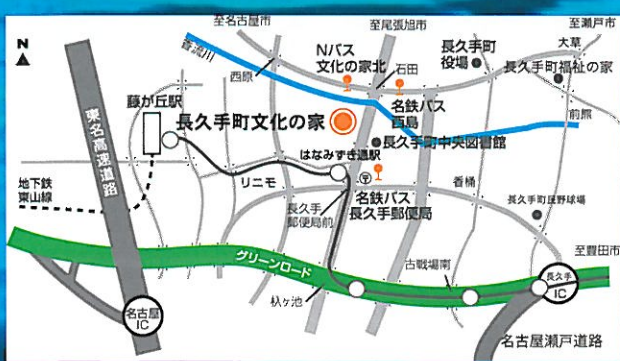 至名古屋市
至尾張旭市
至瀬戸市
N
香流川
Nバス
文化の家北
石田
長久手町
役場
大草
西原
長久手町福祉の家
藤が丘駅
名鉄バス
前熊
長久手町文化の家
長久手町中央図書館
東名高速道路
はなみずき通駅
地下鉄
東山線
リニモ
名鉄バス
長久手郵便局
香桶
長久手
郵便局前
長久手町民野球場
至豊田市
グリーンロード
古戦場南
長久手
IC
杁ヶ池
名古屋
IC
名古屋瀬戸道路